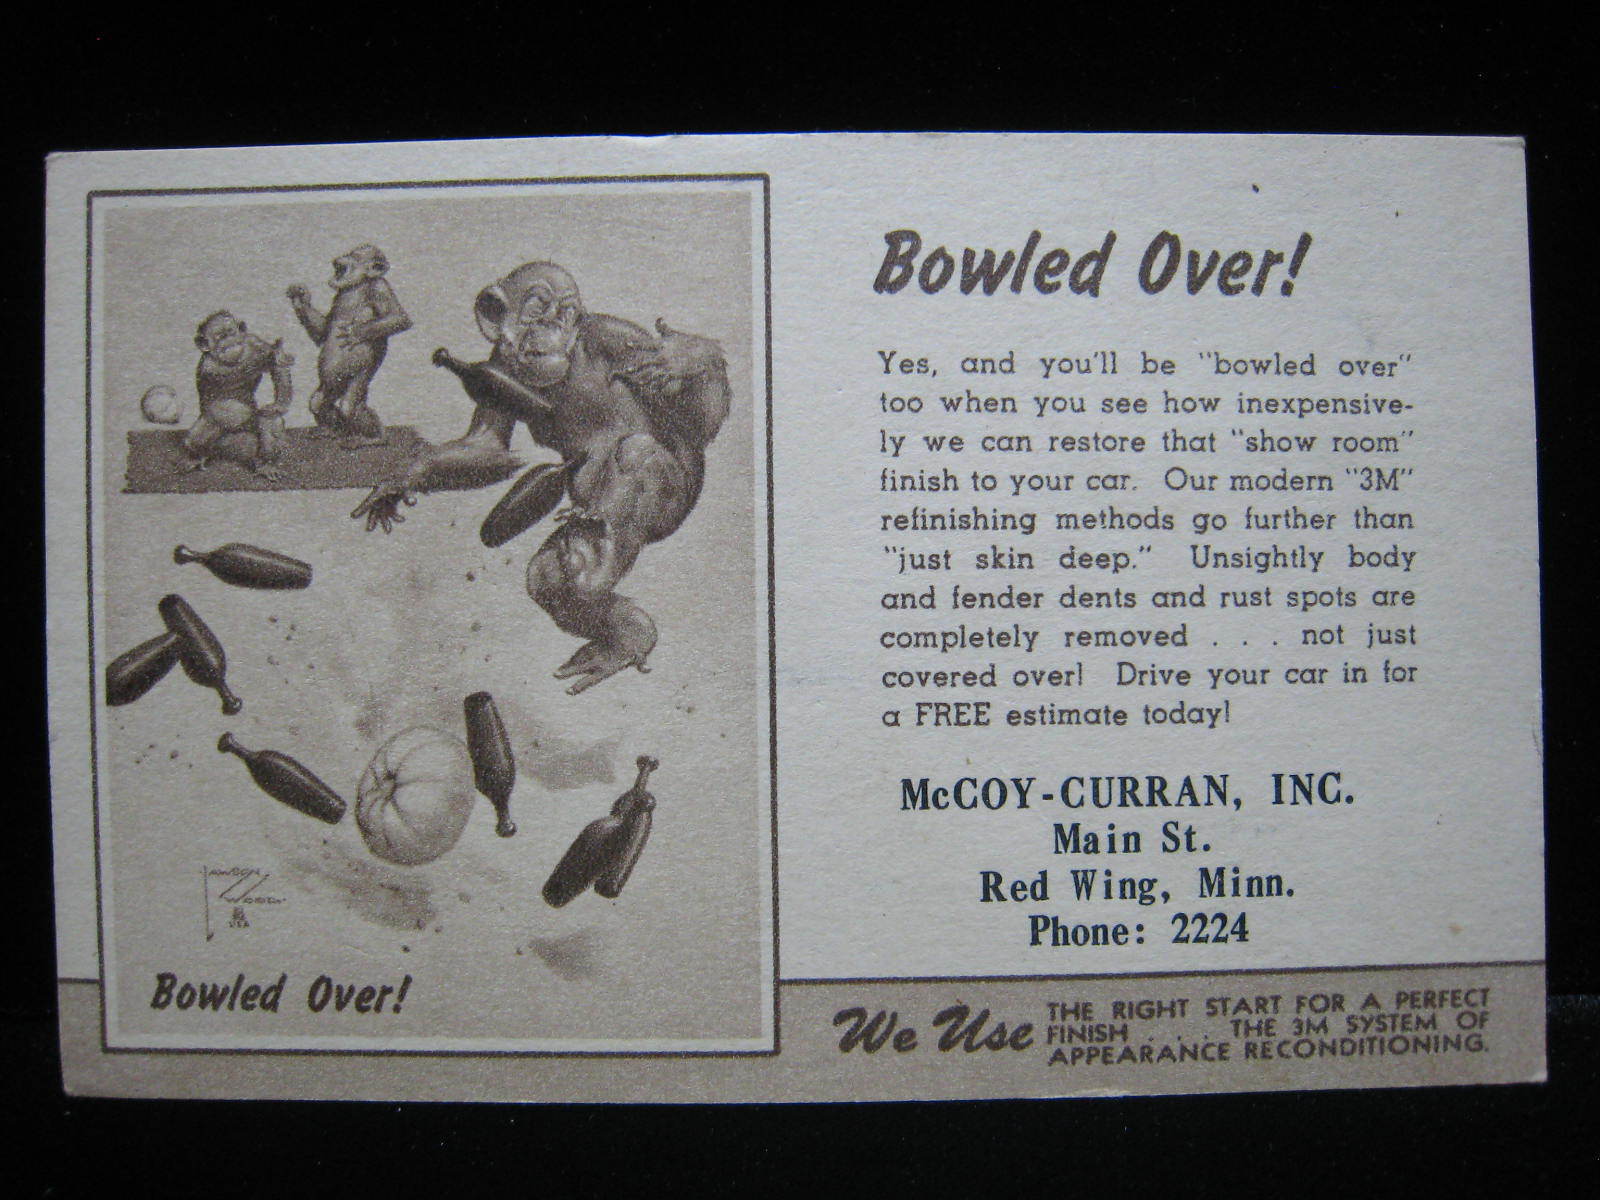 LAWSON
WOOD
USA
Bowled Over!
Bowled Over!
Yes, and you'll be "bowled over"
too when you see how inexpensive-
ly we can restore that "show room"
finish to your car. Our modern "3M"
refinishing methods go further than
"just skin deep." Unsightly body
and fender dents and rust spots are
completely removed . . . not just
covered over! Drive your car in for
a FREE estimate today!
McCOY-CURRAN, INC.
Main St.
Red Wing, Minn.
Phone: 2224
We Use THE RIGHT START FOR A PERFECT
FINISH . . . THE 3M SYSTEM OF
APPEARANCE RECONDITIONING.